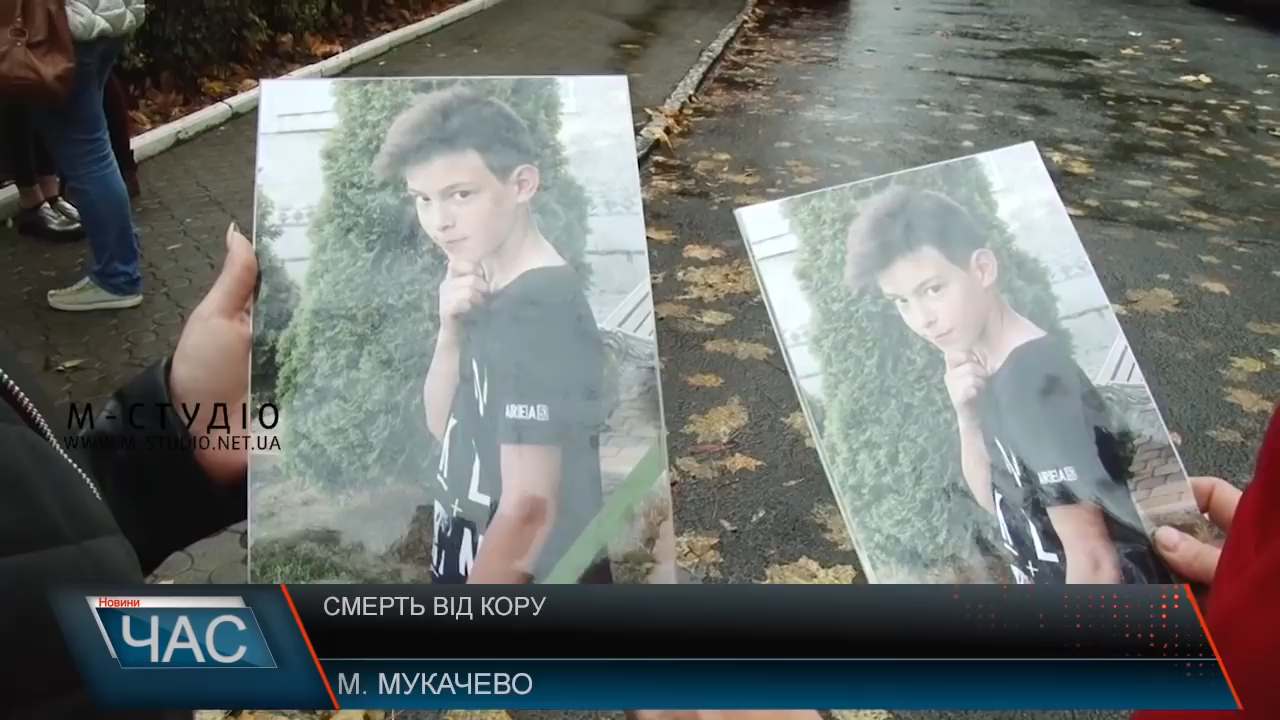 М-СТУДІО
WWW.M-STUDIO.NET.UA
Новини
ЧАС
СМЕРТЬ ВІД КОРУ
М. МУКАЧЕВО